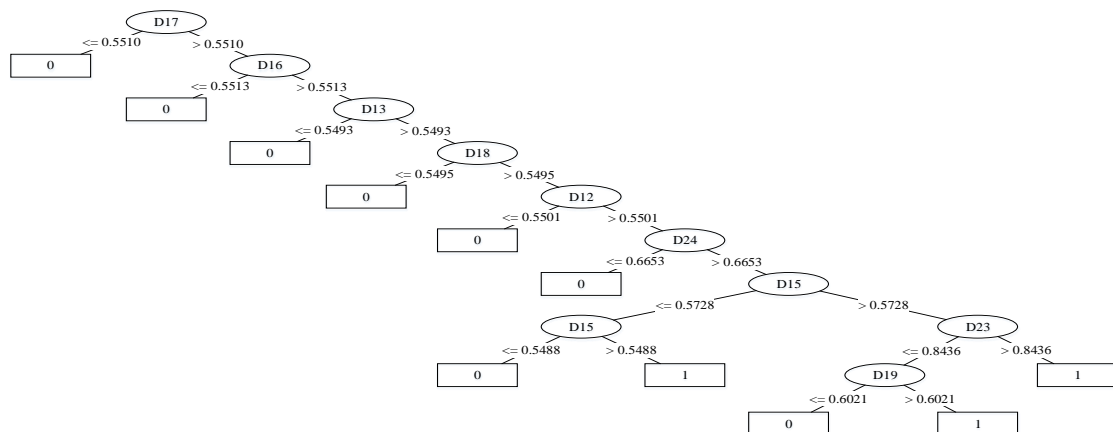 D17
<= 0.5510 > 0.5510
0 D16
<= 0.5513 > 0.5513
0 D13
<= 0.5493 > 0.5493
0 D18
<= 0.5495 > 0.5495
0 D12
<= 0.5501 > 0.5501
0 D24
<= 0.6653 > 0.6653
0 D15
<= 0.5728 > 0.5728
D15 D23
<= 0.5488 > 0.5488 <= 0.8436 > 0.8436
0 1 D19 1
<= 0.6021 > 0.6021
0 1